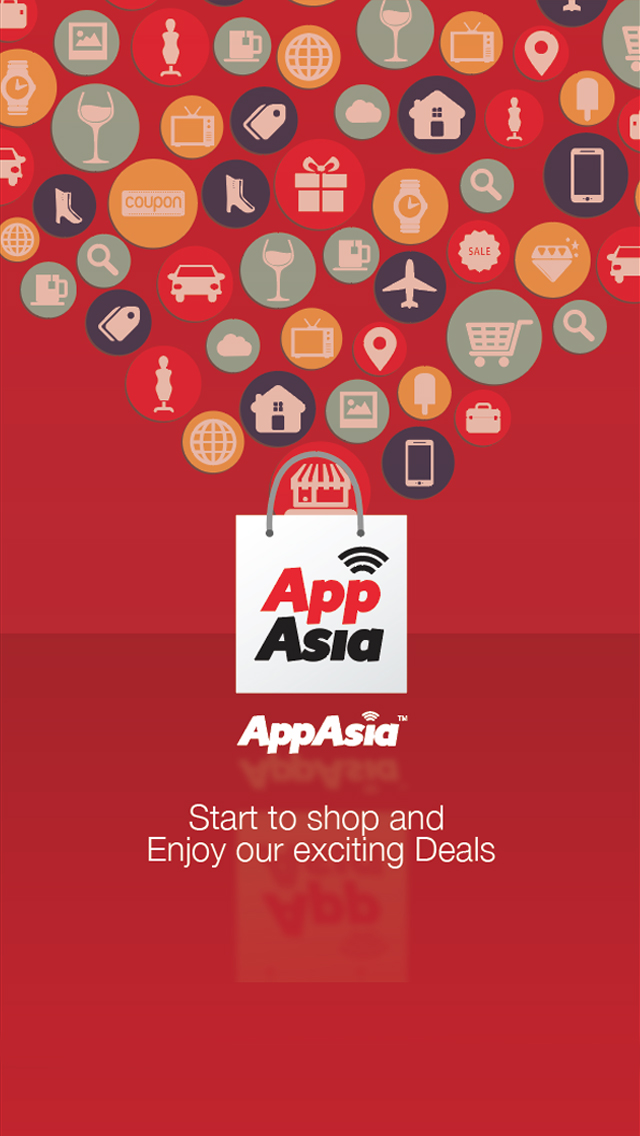 coupon
SALE
App
Asia
AppAsia™
Start to shop and
Enjoy our exciting Deals